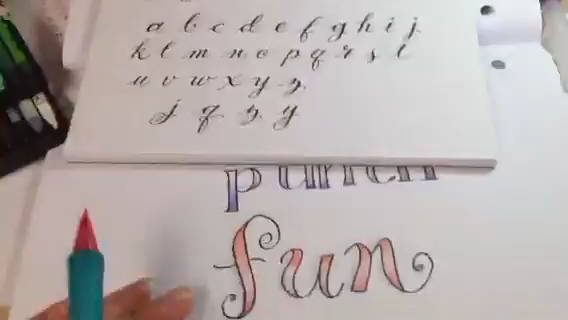 a b c d e f g h i j
k l m n o p q r s t
u v w x y z
j q z y
punch
fun